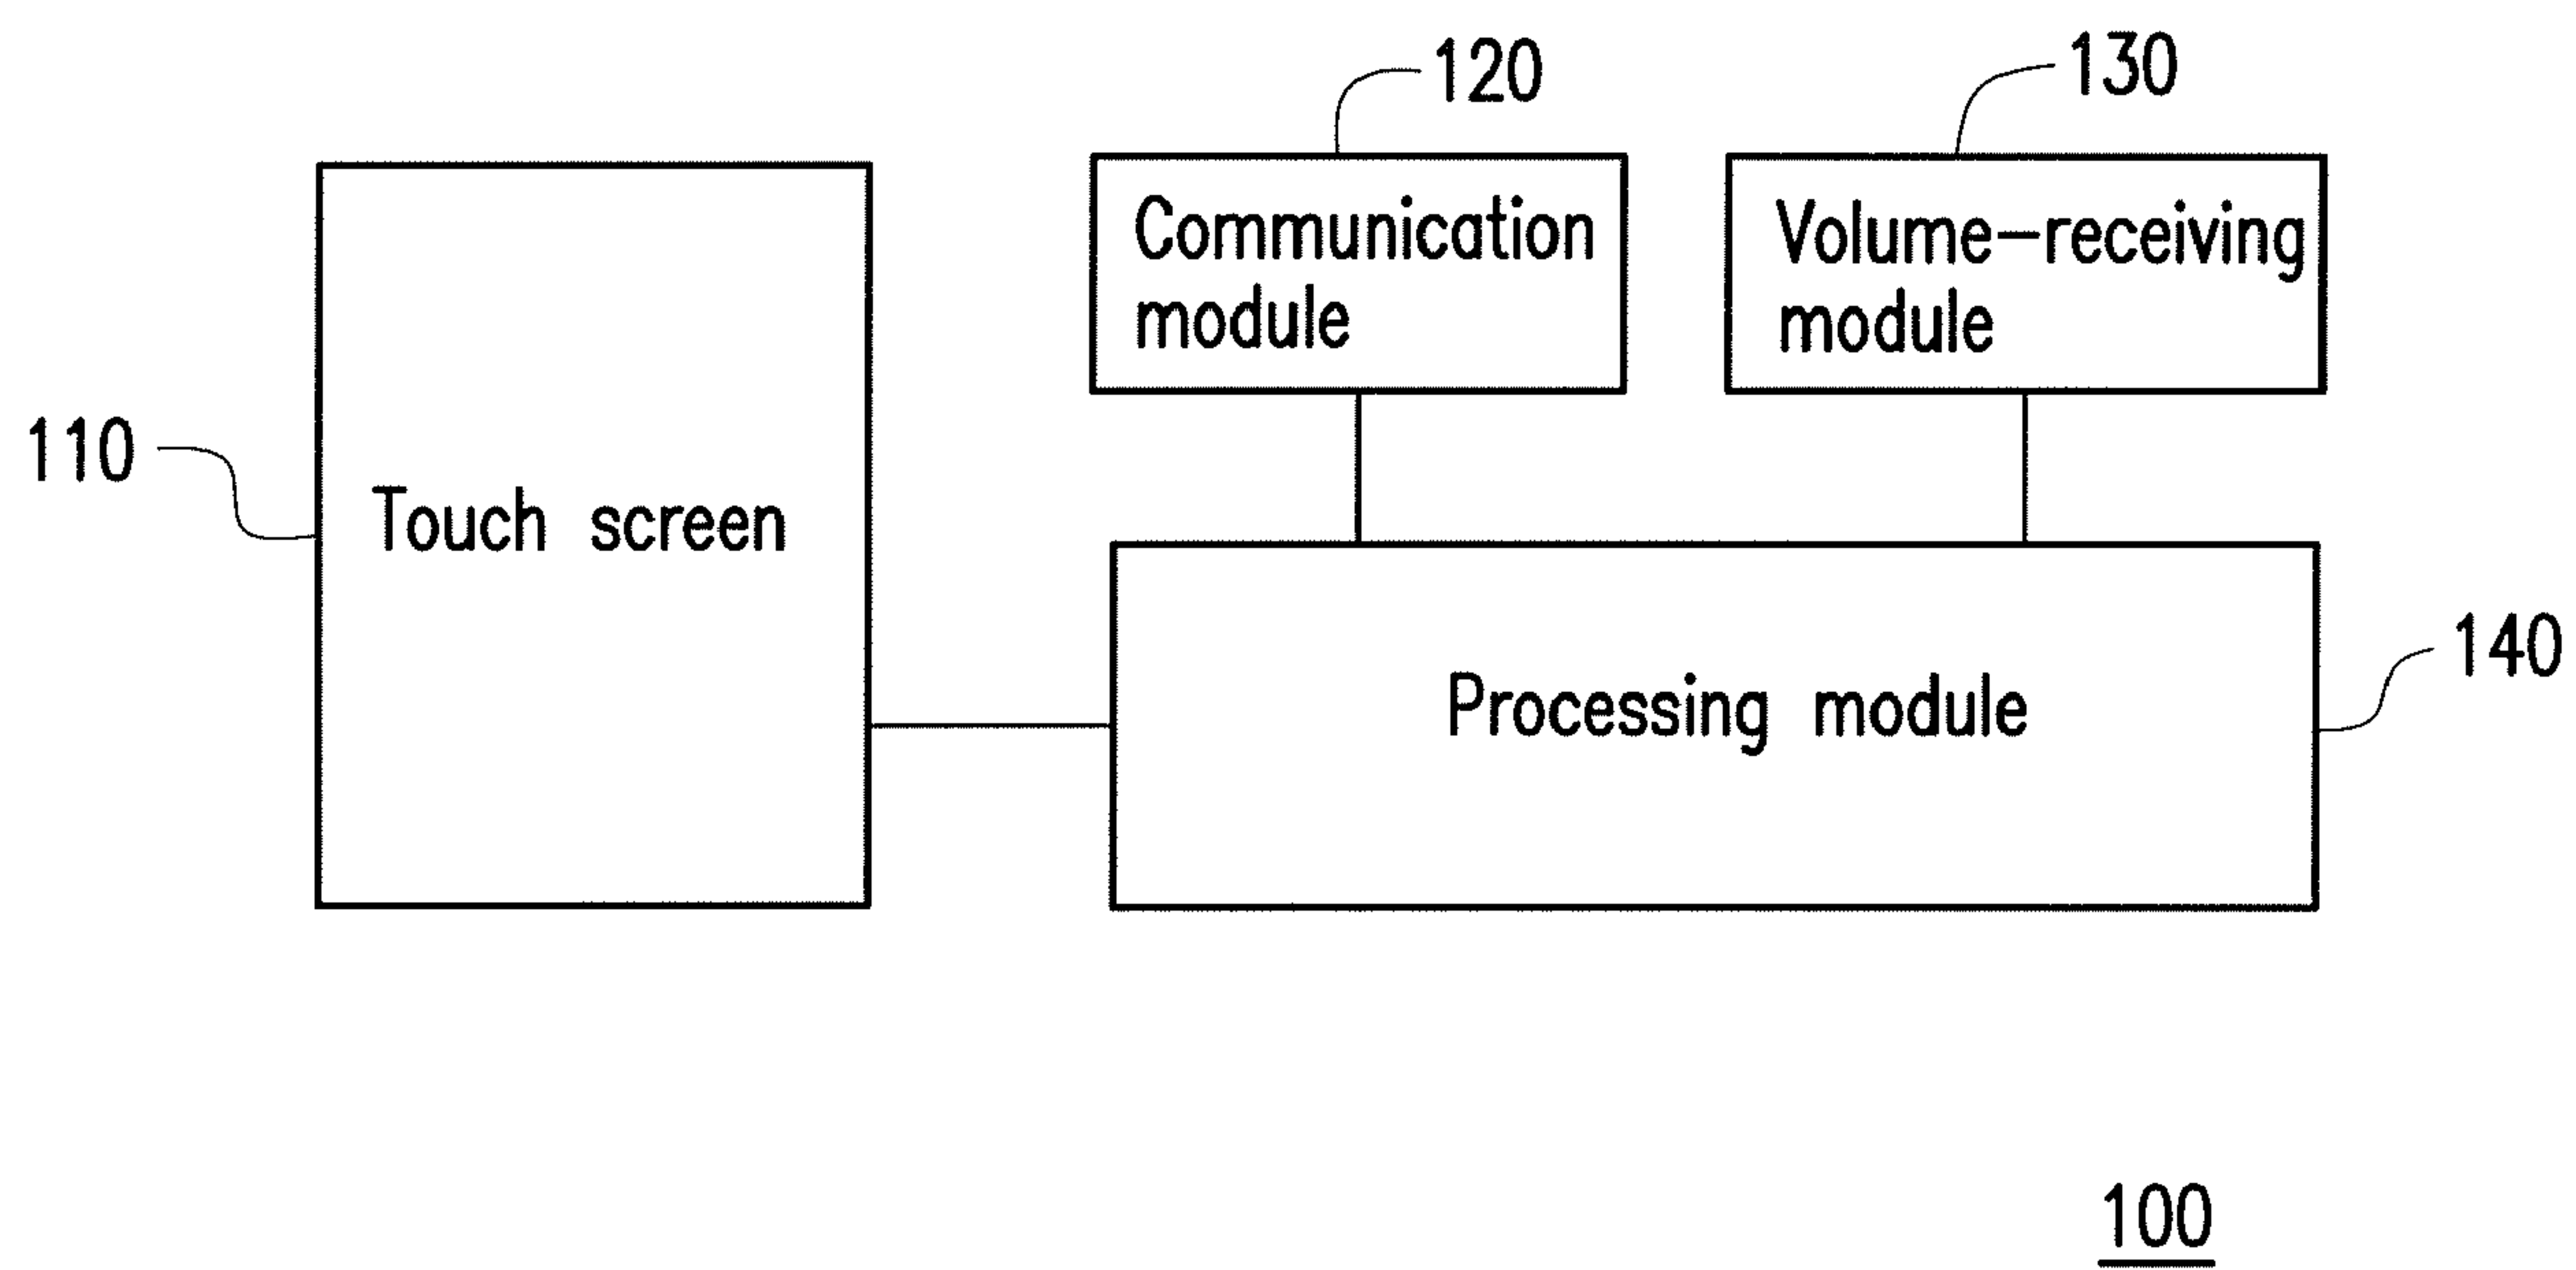 120
130
Communication
module
Volume-receiving
module
110
Touch screen
140
Processing module
100